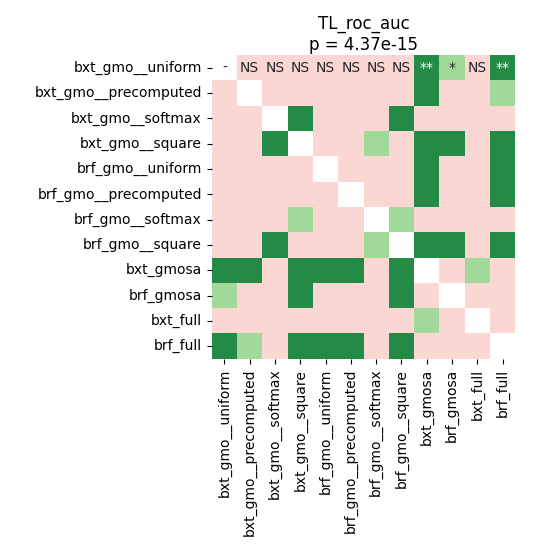 TL_roc_auc
p = 4.37e-15
bxt_gmo__uniform - NS NS NS NS NS NS NS ** * NS **
bxt_gmo__precomputed
bxt_gmo__softmax
bxt_gmo__square
brf_gmo__uniform
brf_gmo__precomputed
brf_gmo__softmax
brf_gmo__square
bxt_gmosa
brf_gmosa
bxt_full
brf_full
bxt_gmo__uniform
bxt_gmo__precomputed
bxt_gmo__softmax
bxt_gmo__square
brf_gmo__uniform
brf_gmo__precomputed
brf_gmo__softmax
brf_gmo__square
bxt_gmosa
brf_gmosa
bxt_full
brf_full